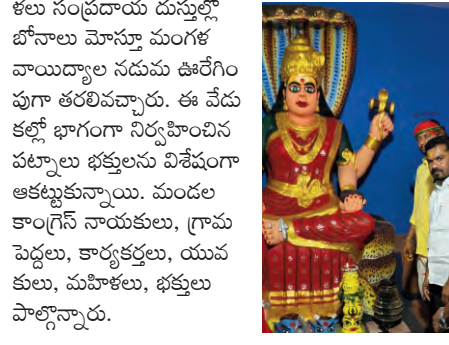 ళలు సంప్రదాయ దుస్తుల్లో
బోనాలు మోస్తూ మంగళ
వాయిద్యాల నడుమ ఊరేగిం
పుగా తరలివచ్చారు. ఈ వేడు
కల్లో భాగంగా నిర్వహించిన
పట్నాలు భక్తులను విశేషంగా
ఆకట్టుకున్నాయి. మండల
కాంగ్రెస్ నాయకులు, గ్రామ
పెద్దలు, కార్యకర్తలు, యువ
కులు, మహిళలు, భక్తులు
పాల్గొన్నారు.